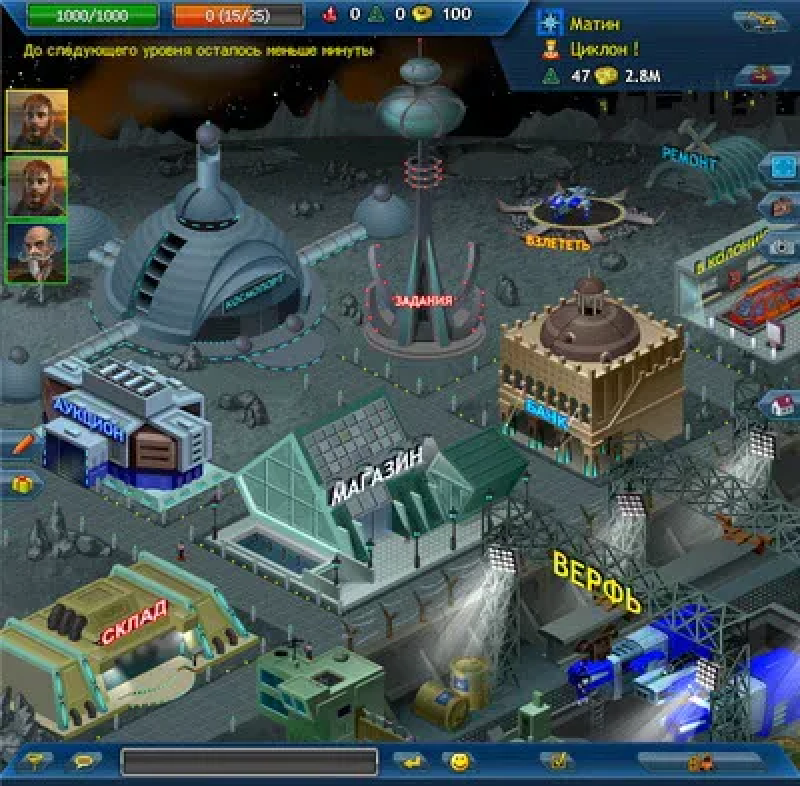 1000/1000
0 (15/25)
0
0
100
До следующего уровня осталось меньше минуты
Матин
Циклон !
47
2.8M
РЕМОНТ
ВЗЛЕТЕТЬ
В КОЛОНИЮ
КОСМОПОРТ
ЗАДАНИЯ
АУКЦИОН
БАНК
МАГАЗИН
ВЕРФЬ
СКЛАД